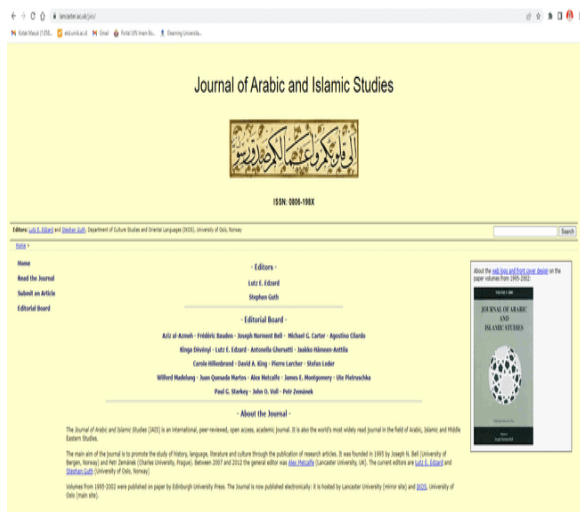 lancaster.ac.uk/jais/
Gmail
Journal of Arabic and Islamic Studies
إلى قلوبكم وأعمالكم صدق رسو
ISSN: 0806-198X
Editors: Lutz E. Edzard and Stephan Guth, Department of Culture Studies and Oriental Languages (IKOS), University of Oslo, Norway
Search
Home >
Home
Read the Journal
Submit an Article
Editorial Board
- Editors -
Lutz E. Edzard
Stephan Guth
- Editorial Board -
Aziz al-Azmeh - Frédéric Bauden - Joseph Norment Bell - Michael G. Carter - Agostino Cilardo
Kinga Dévényi - Lutz E. Edzard - Antonella Ghersetti - Jaakko Hämeen-Anttila
Carole Hillenbrand - David A. King - Pierre Larcher - Stefan Leder
Wilferd Madelung - Juan Quesada Martos - Alex Metcalfe - James E. Montgomery - Ute Pietruschka
Paul G. Starkey - John O. Voll - Petr Zemánek
- About the Journal -
The Journal of Arabic and Islamic Studies (JAIS) is an international, peer-reviewed, open access, academic journal. It is also the world's most widely read journal in the field of Arabic, Islamic and Middle
Eastern Studies.
The main aim of the journal is to promote the study of history, language, literature and culture through the publication of research articles. It was founded in 1995 by Joseph N. Bell (University of
Bergen, Norway) and Petr Zemánek (Charles University, Prague). Between 2007 and 2012 the general editor was Alex Metcalfe (Lancaster University, UK). The current editors are Lutz E. Edzard and
Stephan Guth (University of Oslo, Norway)
Volumes from 1995-2002 were published on paper by Edinburgh University Press. The Journal is now published electronically: it is hosted by Lancaster University (mirror site) and IKOS, University of
Oslo (main site).
About the web logo and front cover design on the
paper volumes from 1995-2002:
JOURNAL OF ARABIC
AND
ISLAMIC STUDIES